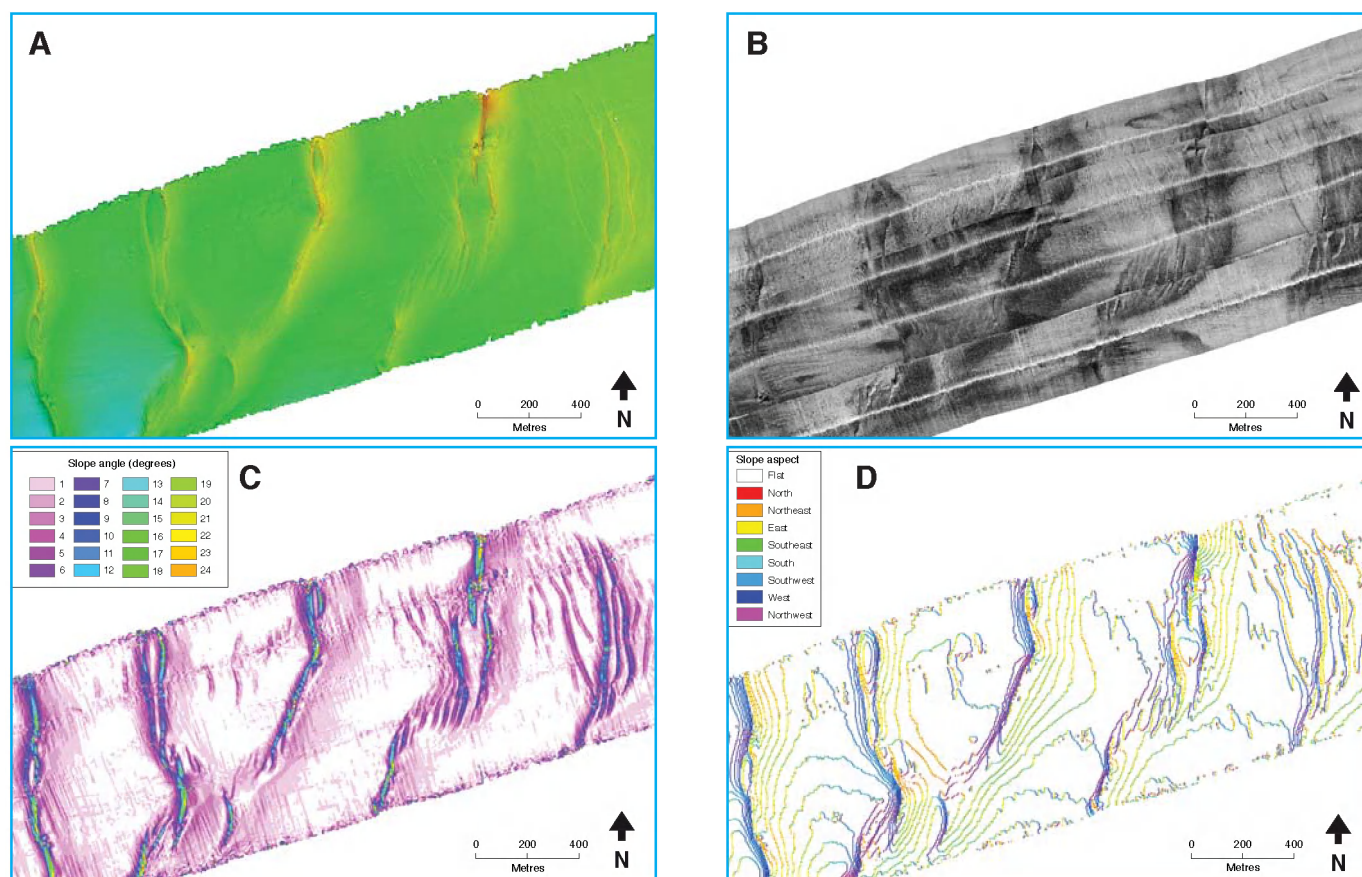 A
0 200 400
Metres
N
B
0 200 400
Metres
N
Slope angle (degrees)
1 7 13 19
2 8 14 20
3 9 15 21
4 10 16 22
5 11 17 23
6 12 18 24
C
0 200 400
Metres
N
Slope aspect
Flat
North
Northeast
East
Southeast
South
Southwest
West
Northwest
D
0 200 400
Metres
N